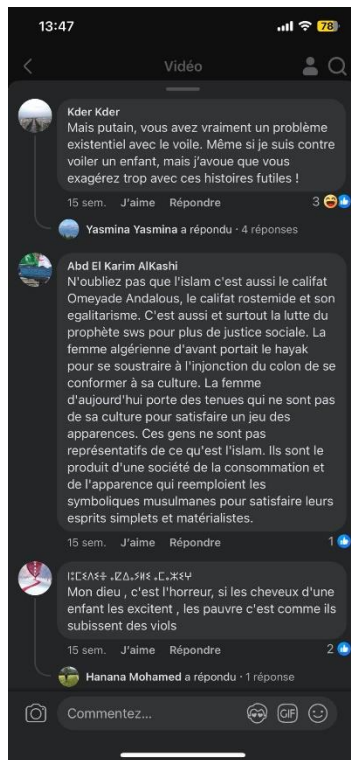 13:47
78
Vidéo
Kder Kder
Mais putain, vous avez vraiment un problème
existentiel avec le voile. Même si je suis contre
voiler un enfant, mais j'avoue que vous
exagérez trop avec ces histoires futiles !
15 sem. J'aime Répondre 3
Yasmina Yasmina a répondu · 4 réponses
Abd El Karim AlKashi
N'oubliez pas que l'islam c'est aussi le califat
Omeyade Andalous, le califat rostemide et son
egalitarisme. C'est aussi et surtout la lutte du
prophète sws pour plus de justice sociale. La
femme algérienne d'avant portait le hayak
pour se soustraire à l'injonction du colon de se
conformer à sa culture. La femme
d'aujourd'hui porte des tenues qui ne sont pas
de sa culture pour satisfaire un jeu des
apparences. Ces gens ne sont pas
représentatifs de ce qu'est l'islam. Ils sont le
produit d'une société de la consommation et
de l'apparence qui reemploient les
symboliques musulmanes pour satisfaire leurs
esprits simplets et matérialistes.
15 sem. J'aime Répondre 1
Mon dieu , c'est l'horreur, si les cheveux d'une
enfant les excitent , les pauvre c'est comme ils
subissent des viols
15 sem. J'aime Répondre 2
Hanana Mohamed a répondu · 1 réponse
Commentez...
GIF